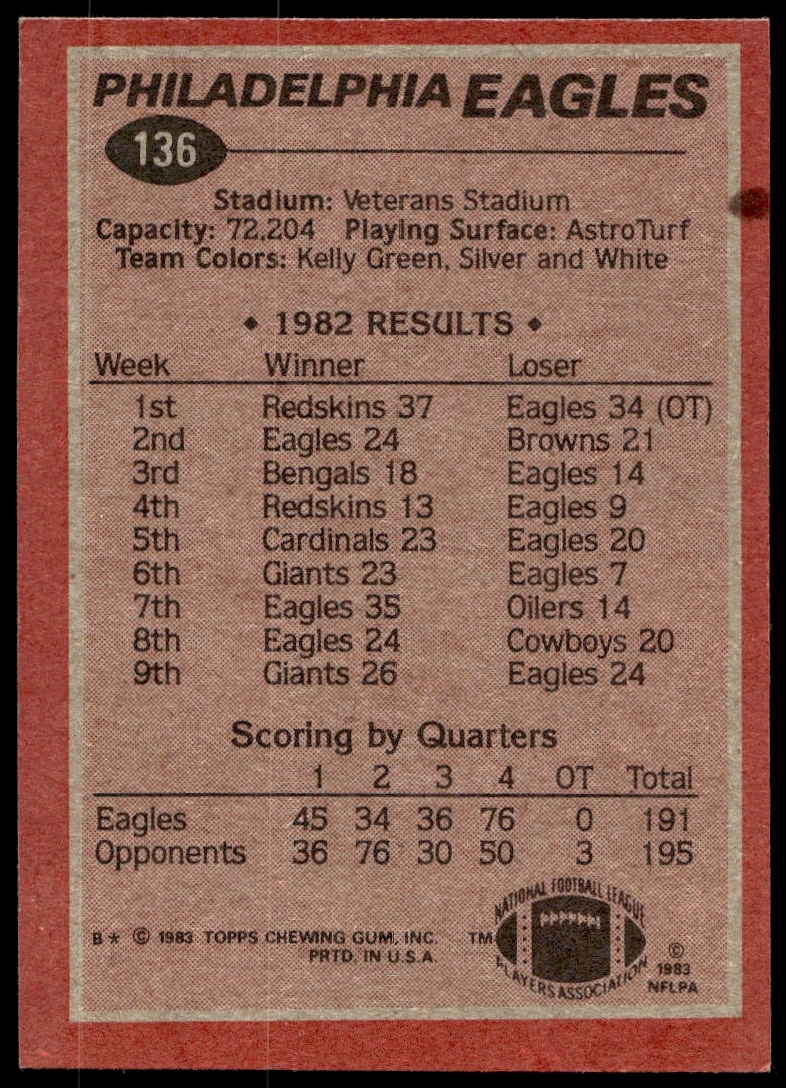 PHILADELPHIA EAGLES
136
Stadium: Veterans Stadium
Capacity: 72,204 Playing Surface: AstroTurf
Team Colors: Kelly Green, Silver and White
◆ 1982 RESULTS ◆
Week Winner Loser
1st Redskins 37 Eagles 34 (OT)
2nd Eagles 24 Browns 21
3rd Bengals 18 Eagles 14
4th Redskins 13 Eagles 9
5th Cardinals 23 Eagles 20
6th Giants 23 Eagles 7
7th Eagles 35 Oilers 14
8th Eagles 24 Cowboys 20
9th Giants 26 Eagles 24
Scoring by Quarters
1 2 3 4 OT Total
Eagles 45 34 36 76 0 191
Opponents 36 76 30 50 3 195
NATIONAL FOOTBALL LEAGUE
PLAYERS ASSOCIATION
B* © 1983 TOPPS CHEWING GUM, INC. TM
PRTD. IN U.S.A.
©
1983
NFLPA